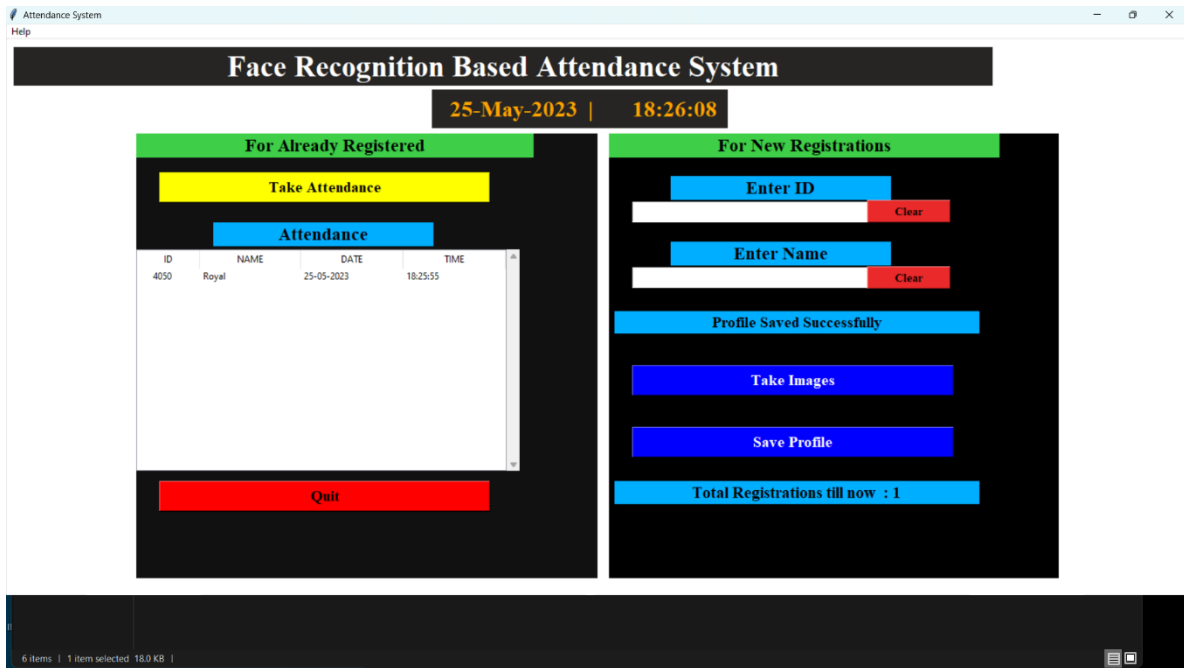 Attendance System
Help
Face Recognition Based Attendance System
25-May-2023 | 18:26:08
For Already Registered
Take Attendance
Attendance
ID NAME DATE TIME
4050 Royal 25-05-2023 18:25:55
Quit
For New Registrations
Enter ID
Clear
Enter Name
Clear
Profile Saved Successfully
Take Images
Save Profile
Total Registrations till now : 1
6 items | 1 item selected 18.0 KB |